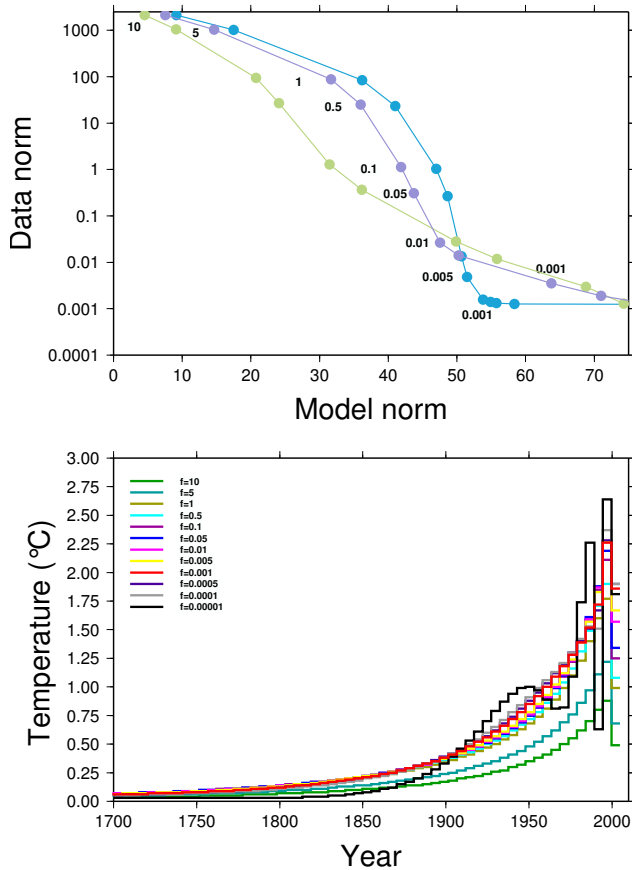 1000
100
10
1
0.1
0.01
0.001
0.0001
Data norm
10
5
1
0.5
0.1
0.05
0.01
0.005
0.001
0.001
0 10 20 30 40 50 60 70
Model norm
3.00
2.75
2.50
2.25
2.00
1.75
1.50
1.25
1.00
0.75
0.50
0.25
0.00
Temperature (°C)
f=10
f=5
f=1
f=0.5
f=0.1
f=0.05
f=0.01
f=0.005
f=0.001
f=0.0005
f=0.0001
f=0.00001
1700 1750 1800 1850 1900 1950 2000
Year